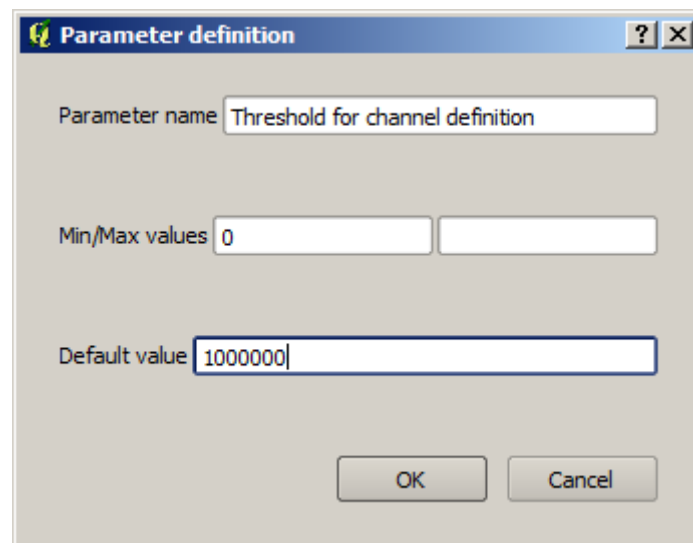 Parameter definition
Parameter name Threshold for channel definition
Min/Max values 0
Default value 1000000
OK Cancel